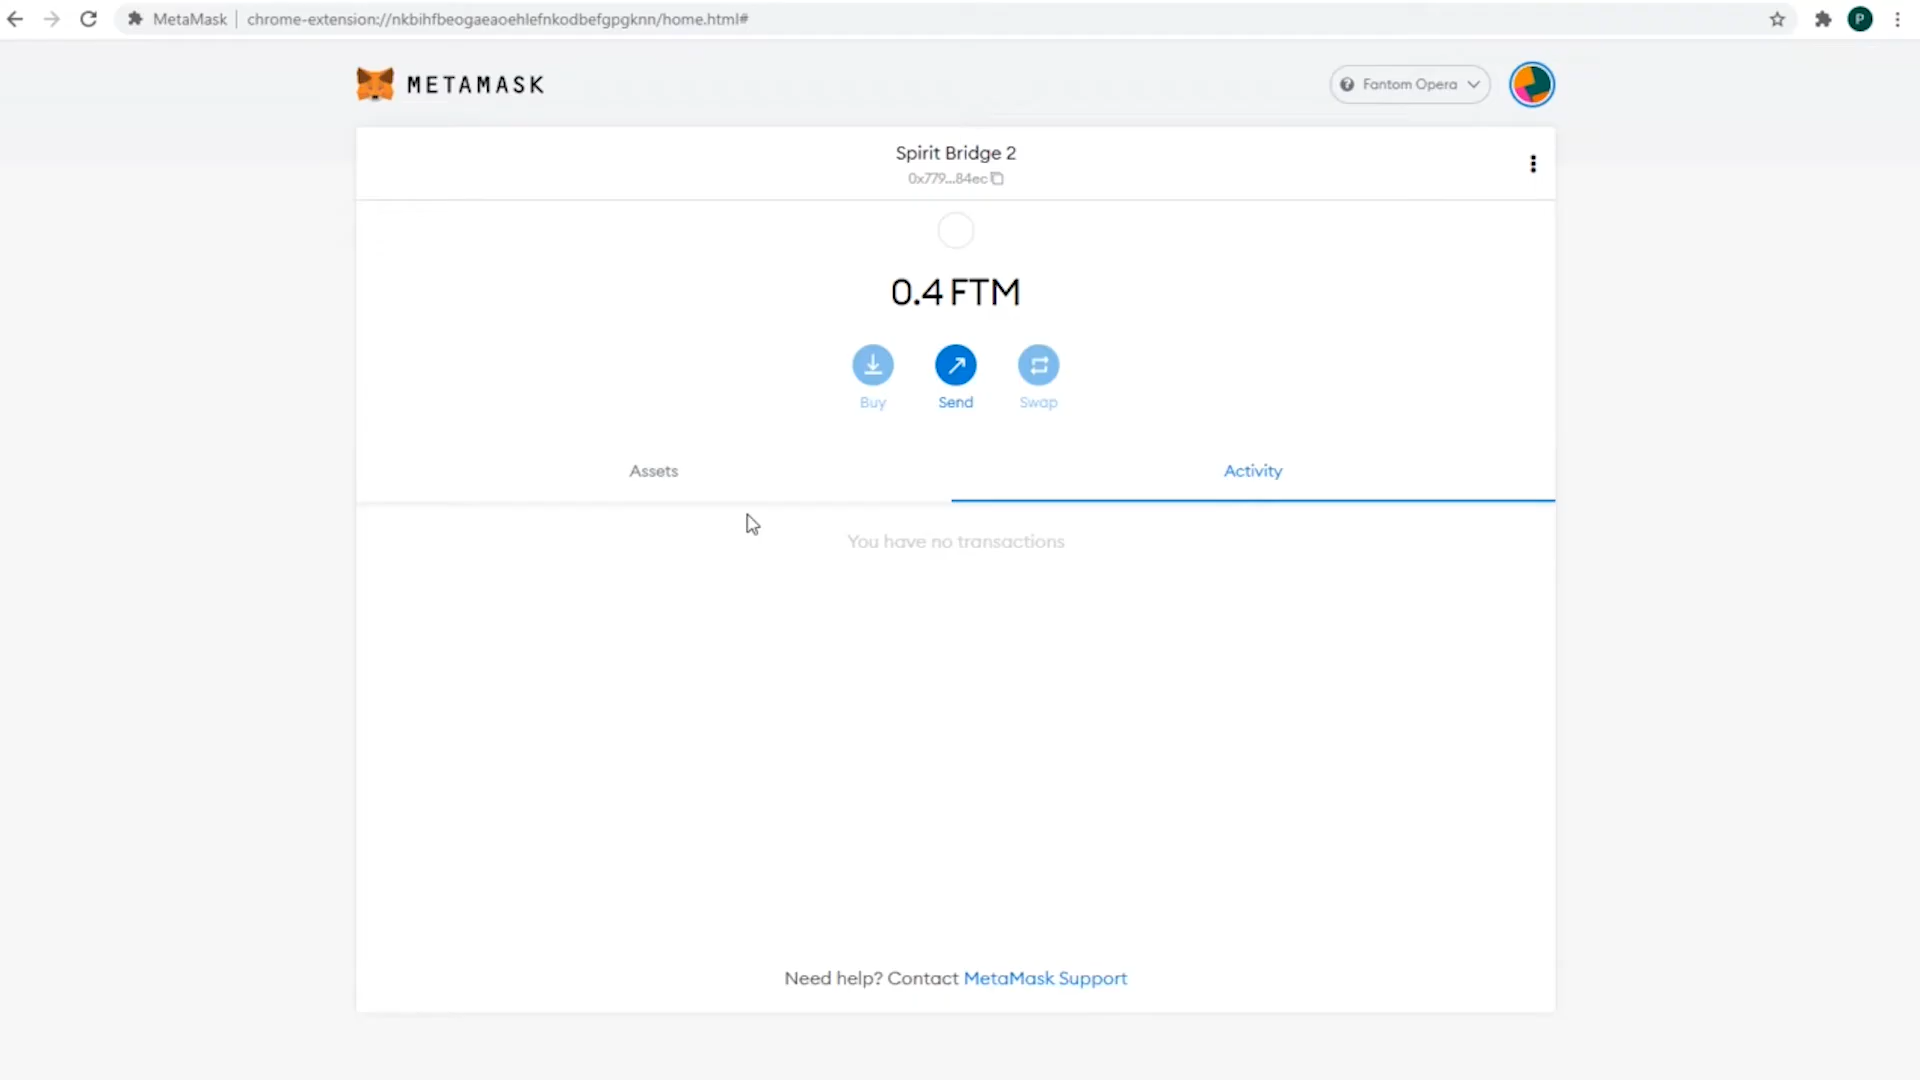 MetaMask | chrome-extension://nkbihfbeogaeaoehlefnkodbefgpgknn/home.html#
P
METAMASK
Fantom Opera
Spirit Bridge 2
0x779...84ec
0.4 FTM
Buy Send Swap
Assets Activity
You have no transactions
Need help? Contact MetaMask Support